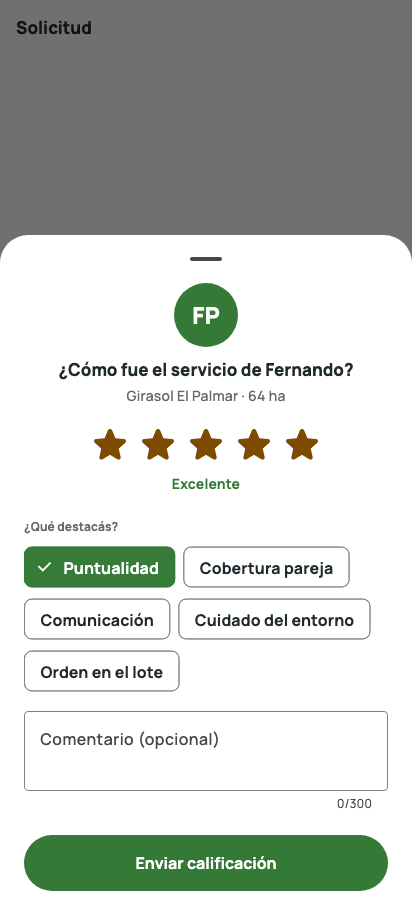 Solicitud
FP
¿Cómo fue el servicio de Fernando?
Girasol El Palmar · 64 ha
Excelente
¿Qué destacás?
Puntualidad
Cobertura pareja
Comunicación
Cuidado del entorno
Orden en el lote
Comentario (opcional)
0/300
Enviar calificación